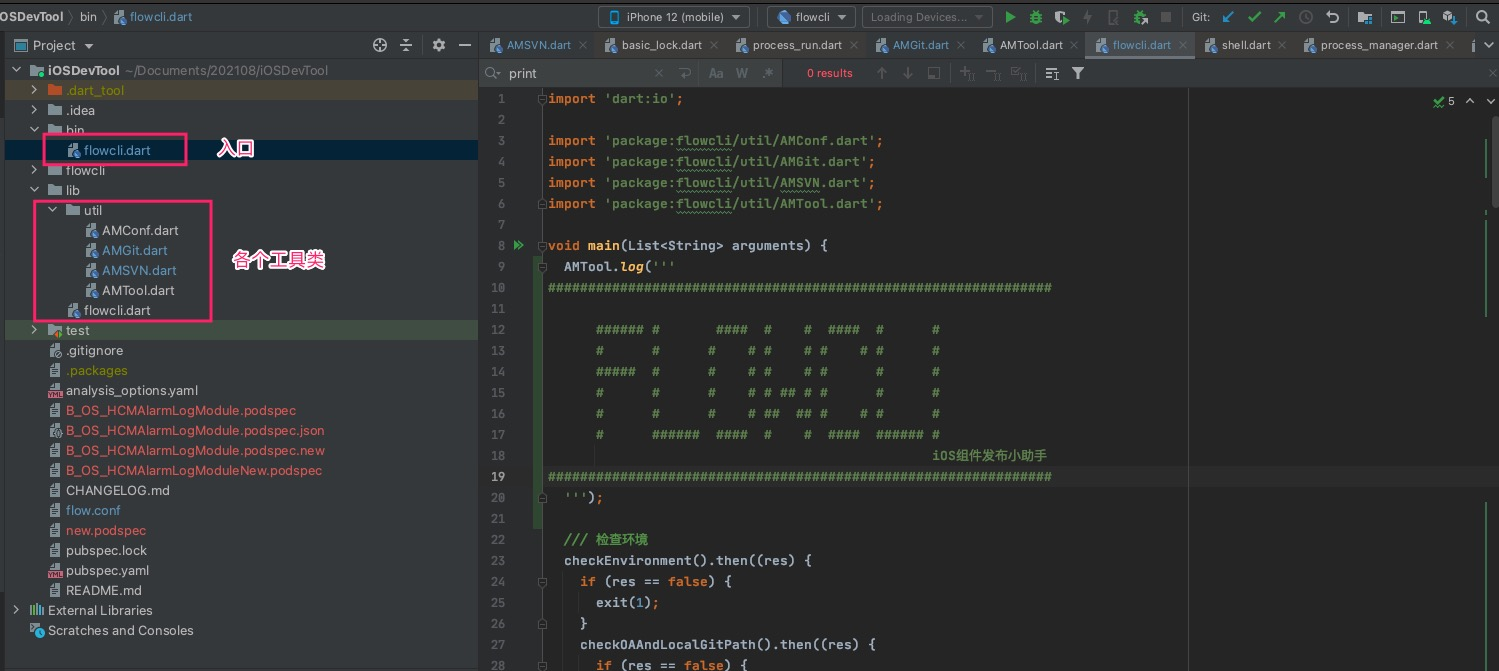 OSDevTool bin flowcli.dart iPhone 12 (mobile) flowcli Loading Devices... Git:
Project AMSVN.dart basic_lock.dart process_run.dart AMGit.dart AMTool.dart flowcli.dart shell.dart process_manager.dart
iOSDevTool ~/Documents/202108/iOSDevTool
.dart_tool
.idea
bin
flowcli.dart
入口
flowcli
lib
util
AMConf.dart
AMGit.dart
AMSVN.dart
AMTool.dart
各个工具类
flowcli.dart
test
.gitignore
.packages
analysis_options.yaml
B_OS_HCMAlarmLogModule.podspec
B_OS_HCMAlarmLogModule.podspec.json
B_OS_HCMAlarmLogModule.podspec.new
B_OS_HCMAlarmLogModuleNew.podspec
CHANGELOG.md
flow.conf
new.podspec
pubspec.lock
pubspec.yaml
README.md
External Libraries
Scratches and Consoles
print Aa W .* 0 results
5
1 import 'dart:io';
2
3 import 'package:flowcli/util/AMConf.dart';
4 import 'package:flowcli/util/AMGit.dart';
5 import 'package:flowcli/util/AMSVN.dart';
6 import 'package:flowcli/util/AMTool.dart';
7
8 void main(List<String> arguments) {
9 AMTool.log('''
10 ###############################################################
11
12 ###### #       ####  #    #  ####  #      #
13 #      #      #    # #    # #    # #      #
14 #####  #      #    # #    # #      #      #
15 #      #      #    # # ## # #      #      #
16 #      #      #    # ##  ## #    # #      #
17 #      ######  ####  #    #  ####  ###### #
18 iOS组件发布小助手
19 ###############################################################
20 ''');
21
22 /// 检查环境
23 checkEnvironment().then((res) {
24 if (res == false) {
25 exit(1);
26 }
27 checkOAAndLocalGitPath().then((res) {
28 if (res == false) {